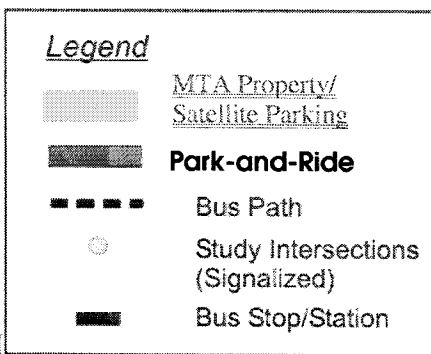 Legend
MTA Property/
Satellite Parking
Park-and-Ride
Bus Path
Study Intersections
(Signalized)
Bus Stop/Station